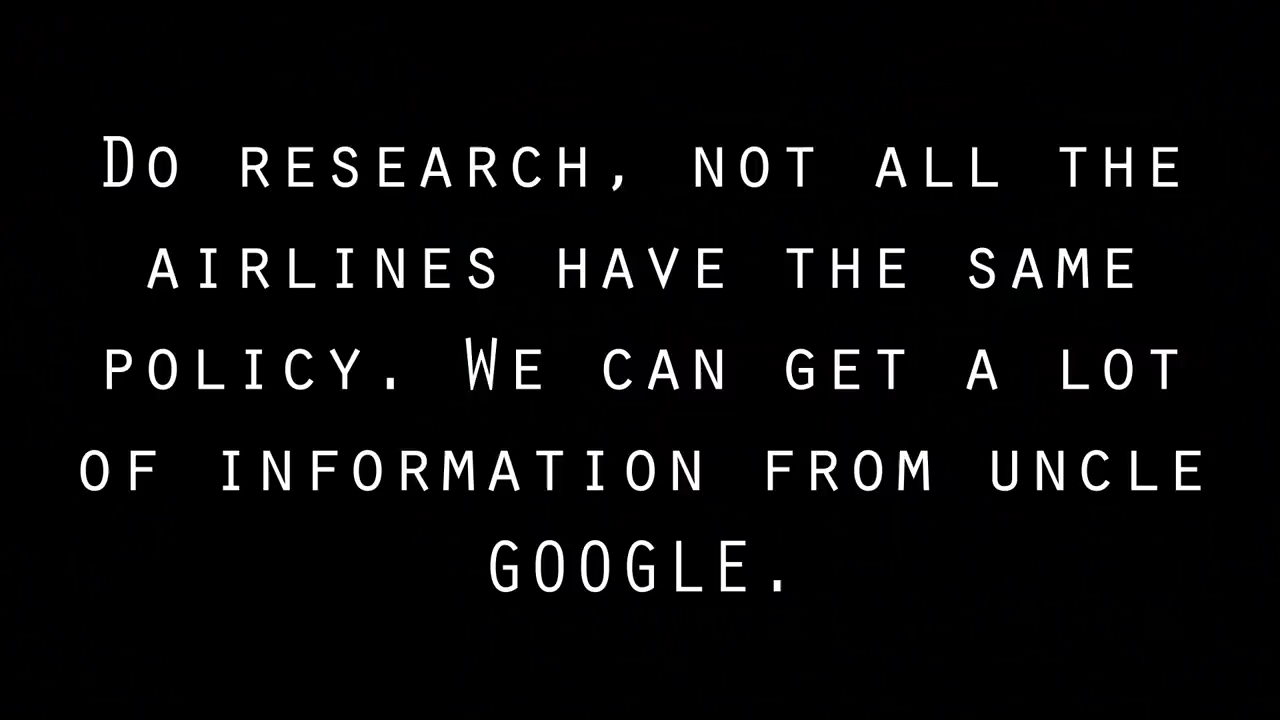 Do research, not all the
airlines have the same
policy. We can get a lot
of information from uncle
GOOGLE.